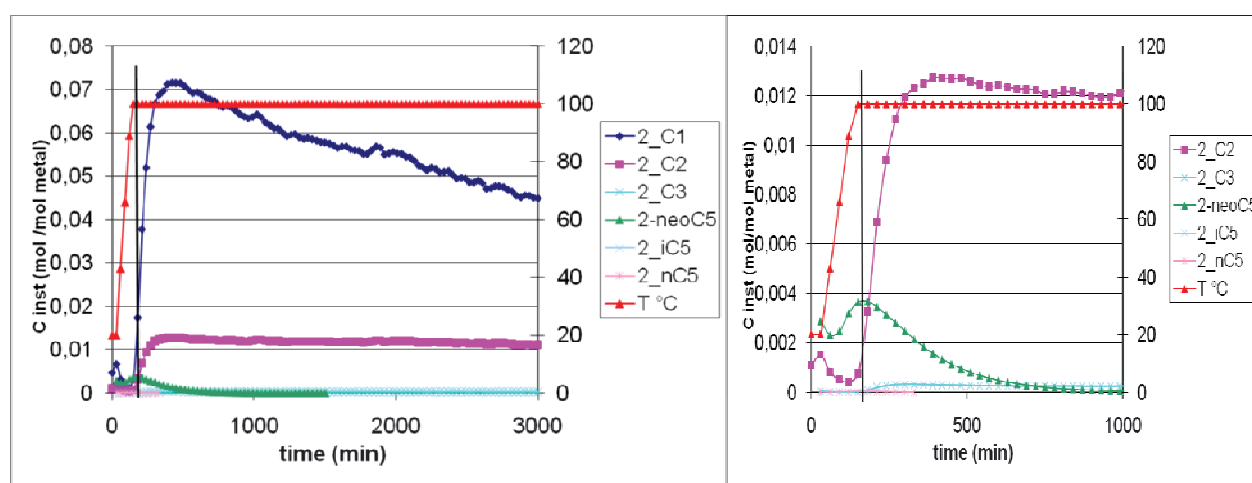 C inst (mol /mol metal)
0,08
0,07
0,06
0,05
0,04
0,03
0,02
0,01
0
120
100
80
60
40
20
0
0
1000
2000
3000
time (min)
2_C1
2_C2
2_C3
2-neoC5
2_iC5
2_nC5
T °C
C inst (mol/mol metal)
0,014
0,012
0,010
0,008
0,006
0,004
0,002
0,000
120
100
80
60
40
20
0
0
500
1000
time (min)
2_C2
2_C3
2-neoC5
2_iC5
2_nC5
T °C